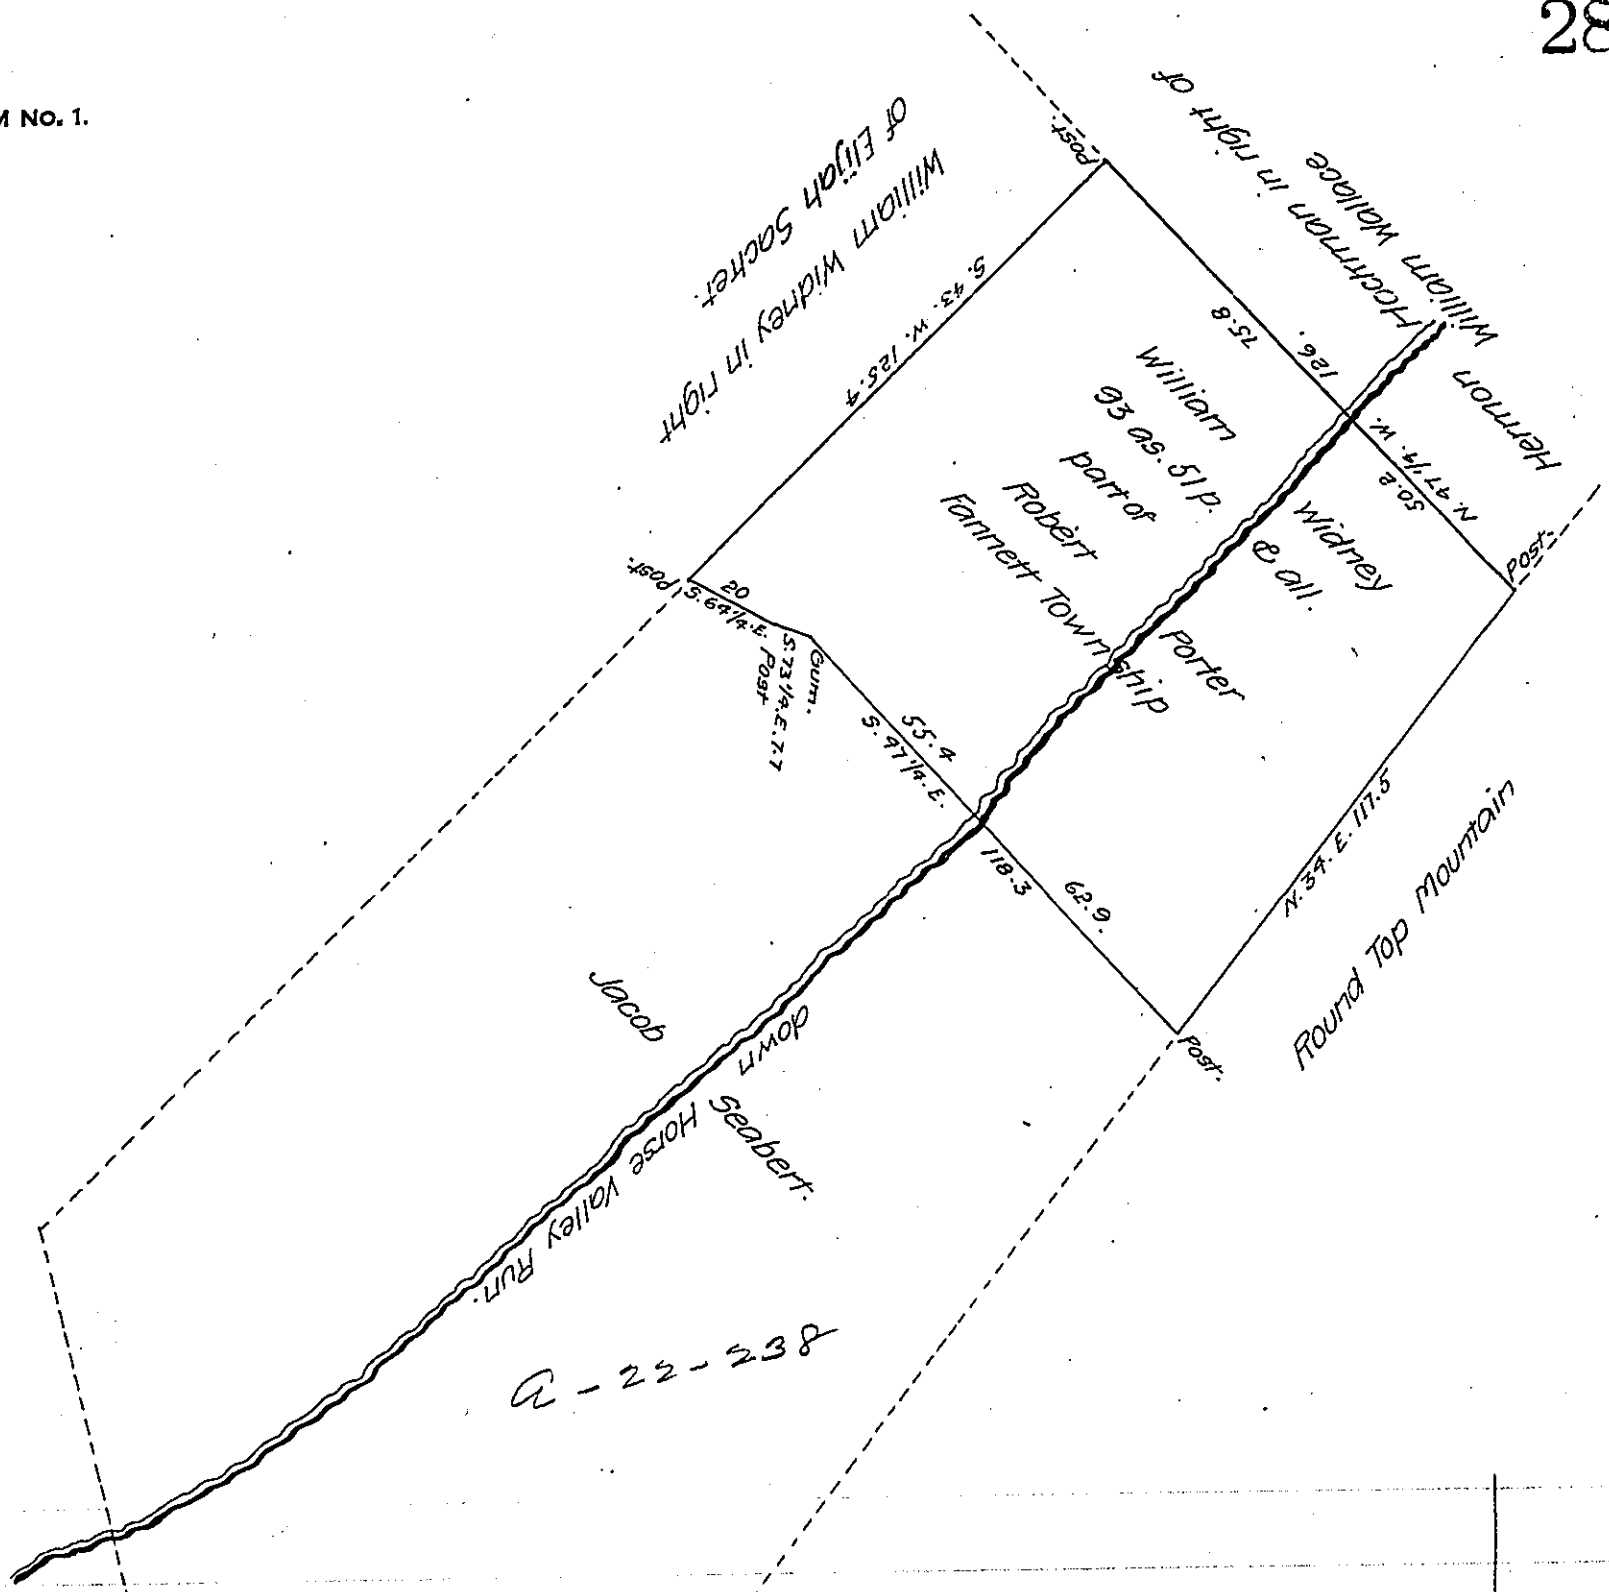 28
M No. 1.
of Elijah Sacket.
William Widney in right
Hermon
Hackman in right of
William Wallace
Post.
S. 43. W. 125.4
75.8
126.
N. 47 1/4. W.
50.2
Post.
William Widney
93 as. 51 p. & all.
part of
Robert Porter
Fannett Township
Post.
20
S. 64 1/4. E.
Post
S. 73 1/4. E. 7.7
Gum.
55.4
S. 47 1/4. E.
118.3
62.9.
Post.
N. 34. E. 117.5
Round Top Mountain
Jacob Seabert.
down
Horse Valley Run.
-22-238